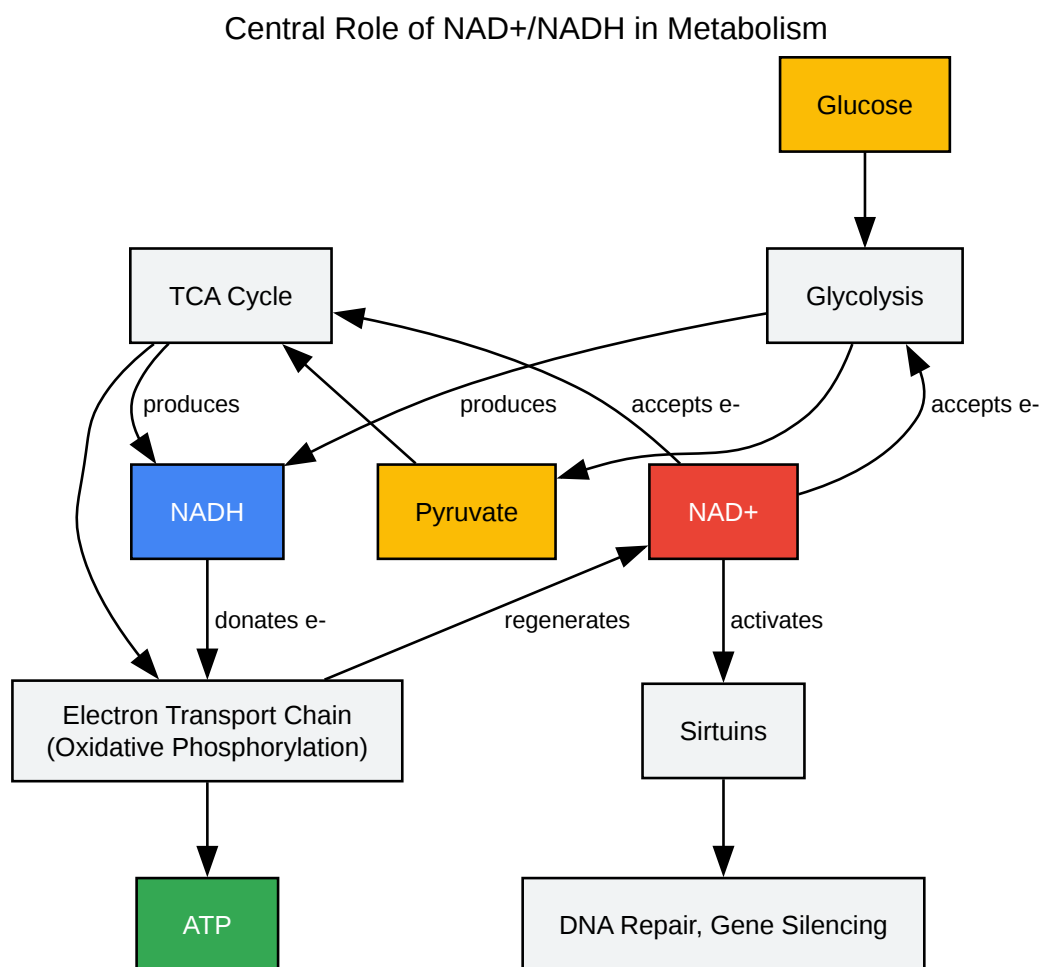 Central Role of NAD+/NADH in Metabolism
Glucose
TCA Cycle
Glycolysis
produces
produces
accepts e-
accepts e-
NADH
Pyruvate
NAD+
donates e-
regenerates
activates
Electron Transport Chain
(Oxidative Phosphorylation)
Sirtuins
ATP
DNA Repair, Gene Silencing